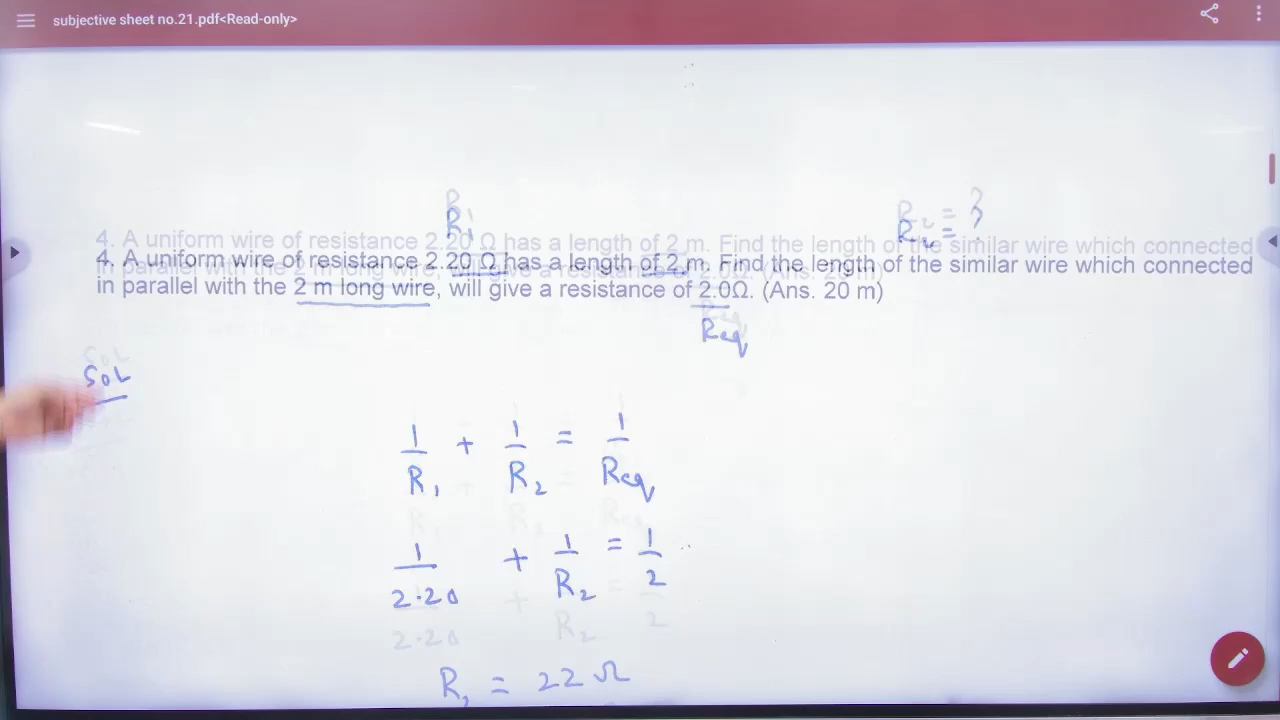 subjective sheet no.21.pdf<Read-only>
R₁
R₂ = ?
4. A uniform wire of resistance 2.20 Ω has a length of 2 m. Find the length of the similar wire which connected
in parallel with the 2 m long wire, will give a resistance of 2.0Ω. (Ans. 20 m)
Req
SOL
1/R₁ + 1/R₂ = 1/Req
1/2.20 + 1/R₂ = 1/2
R₂ = 22 Ω